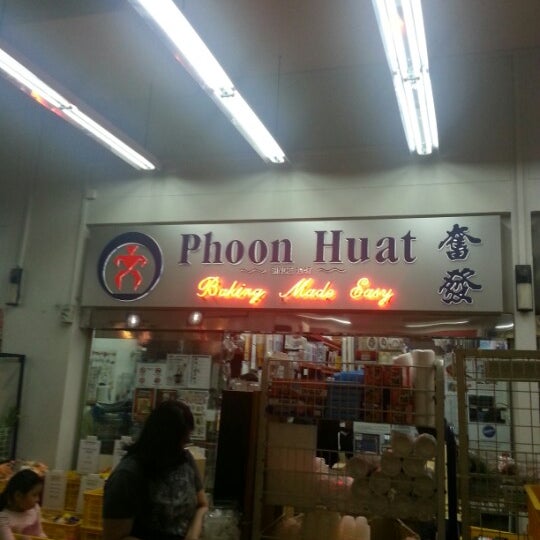 Phoon Huat
SINCE 1947
Baking Made Easy
奮發